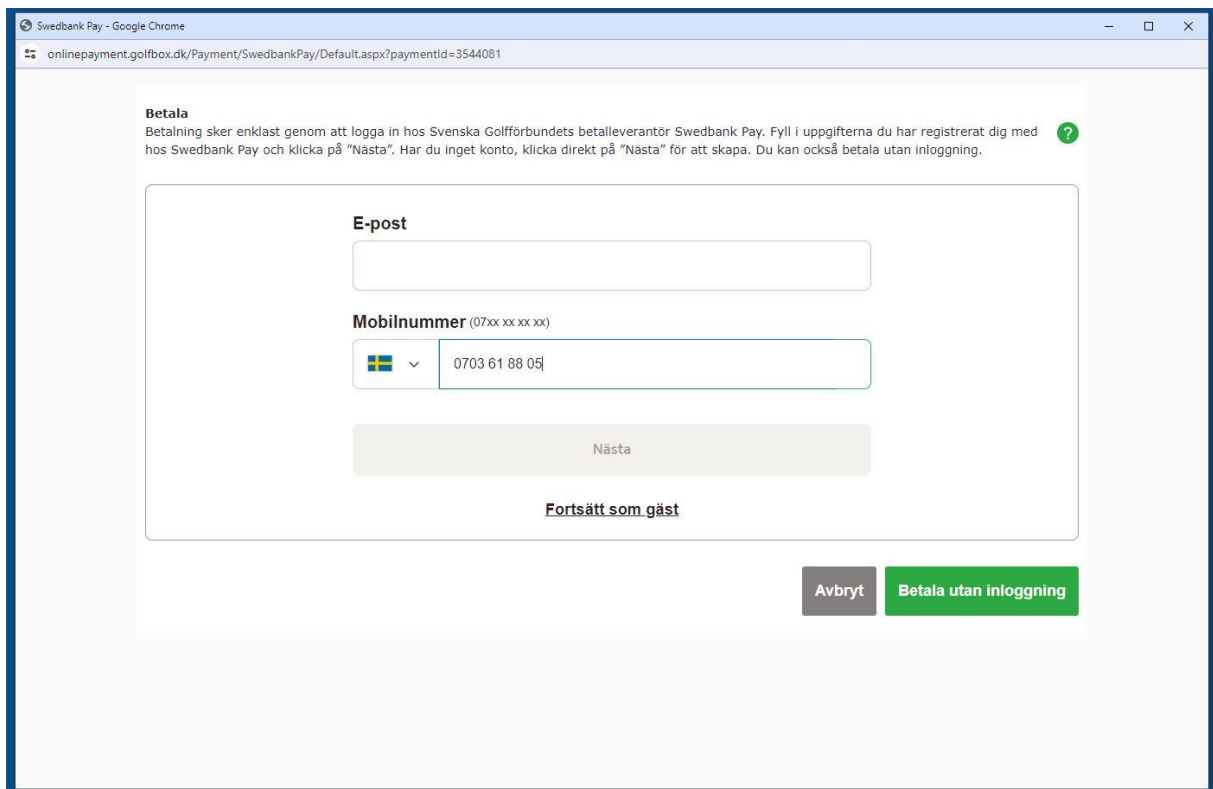 Swedbank Pay - Google Chrome
onlinepayment.golfbox.dk/Payment/SwedbankPay/Default.aspx?paymentId=3544081
Betala
Betalning sker enklast genom att logga in hos Svenska Golfförbundets betalleverantör Swedbank Pay. Fyll i uppgifterna du har registrerat dig med
hos Swedbank Pay och klicka på ”Nästa”. Har du inget konto, klicka direkt på ”Nästa” för att skapa. Du kan också betala utan inloggning.
?
E-post
Mobilnummer (07xx xx xx xx)
0703 61 88 05
Nästa
Fortsätt som gäst
Avbryt Betala utan inloggning